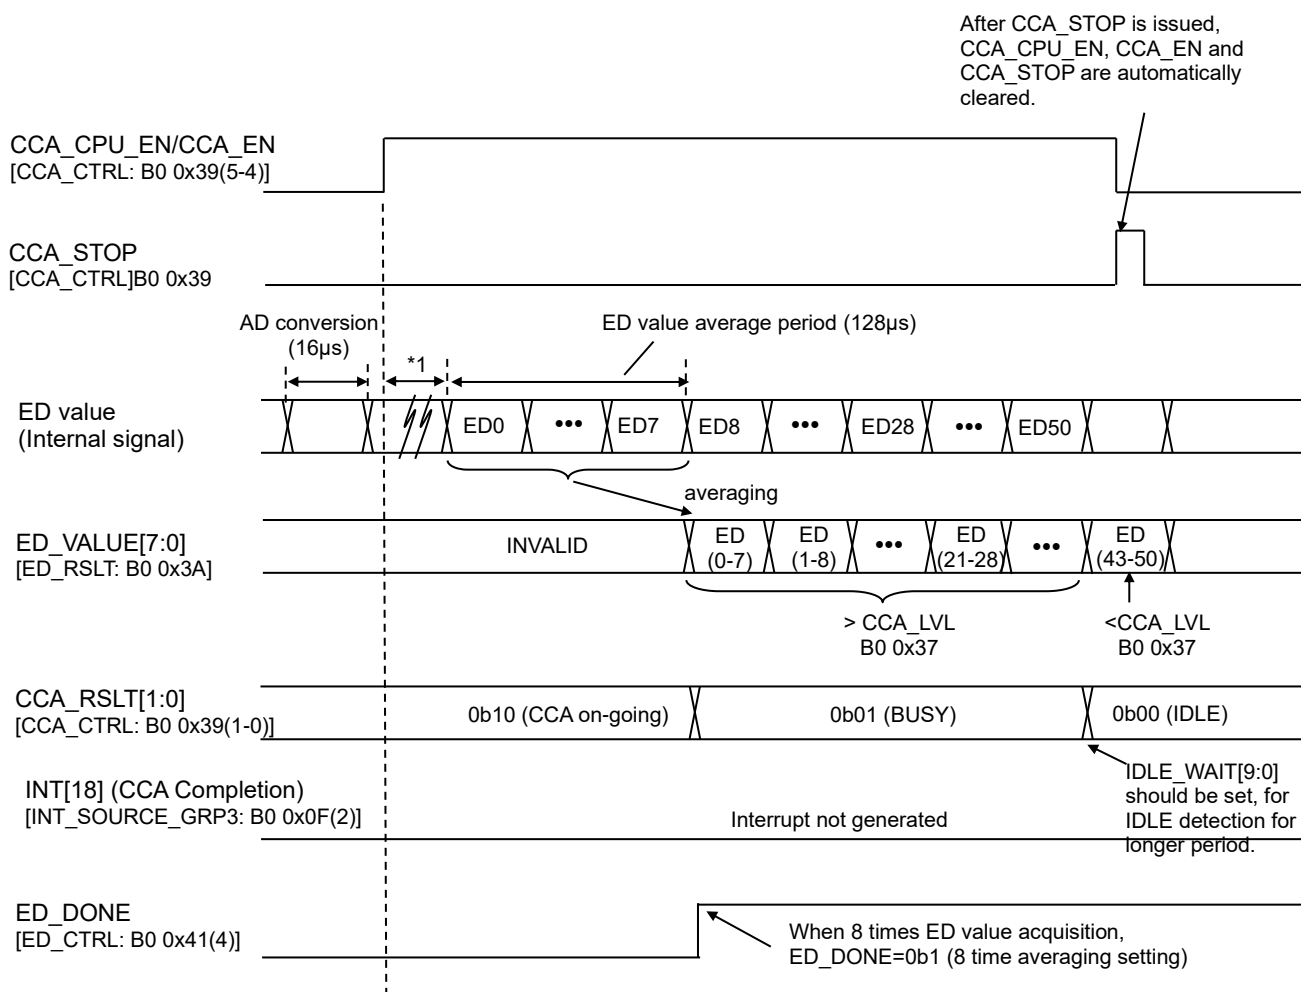 After CCA_STOP is issued,
CCA_CPU_EN, CCA_EN and
CCA_STOP are automatically
cleared.
CCA_CPU_EN/CCA_EN
[CCA_CTRL: B0 0x39(5-4)]
CCA_STOP
[CCA_CTRL]B0 0x39
AD conversion
(16µs)
ED value average period (128µs)
*1
ED value
(Internal signal)
ED0 ••• ED7 ED8 ••• ED28 ••• ED50
averaging
ED_VALUE[7:0]
[ED_RSLT: B0 0x3A]
INVALID
ED
(0-7)
ED
(1-8)
•••
ED
(21-28)
•••
ED
(43-50)
> CCA_LVL
B0 0x37
<CCA_LVL
B0 0x37
CCA_RSLT[1:0]
[CCA_CTRL: B0 0x39(1-0)]
0b10 (CCA on-going)
0b01 (BUSY)
0b00 (IDLE)
IDLE_WAIT[9:0]
should be set, for
IDLE detection for
longer period.
INT[18] (CCA Completion)
[INT_SOURCE_GRP3: B0 0x0F(2)]
Interrupt not generated
ED_DONE
[ED_CTRL: B0 0x41(4)]
When 8 times ED value acquisition,
ED_DONE=0b1 (8 time averaging setting)